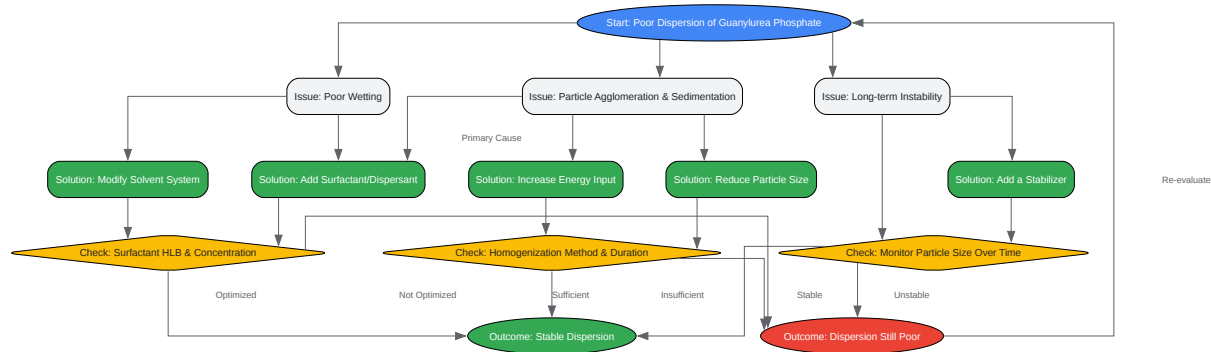 Start: Poor Dispersion of Guanylurea Phosphate
Issue: Poor Wetting
Issue: Particle Agglomeration & Sedimentation
Issue: Long-term Instability
Primary Cause
Solution: Modify Solvent System
Solution: Add Surfactant/Dispersant
Solution: Increase Energy Input
Solution: Reduce Particle Size
Solution: Add a Stabilizer
Re-evaluate
Check: Surfactant HLB & Concentration
Check: Homogenization Method & Duration
Check: Monitor Particle Size Over Time
Optimized
Not Optimized
Sufficient
Insufficient
Stable
Unstable
Outcome: Stable Dispersion
Outcome: Dispersion Still Poor